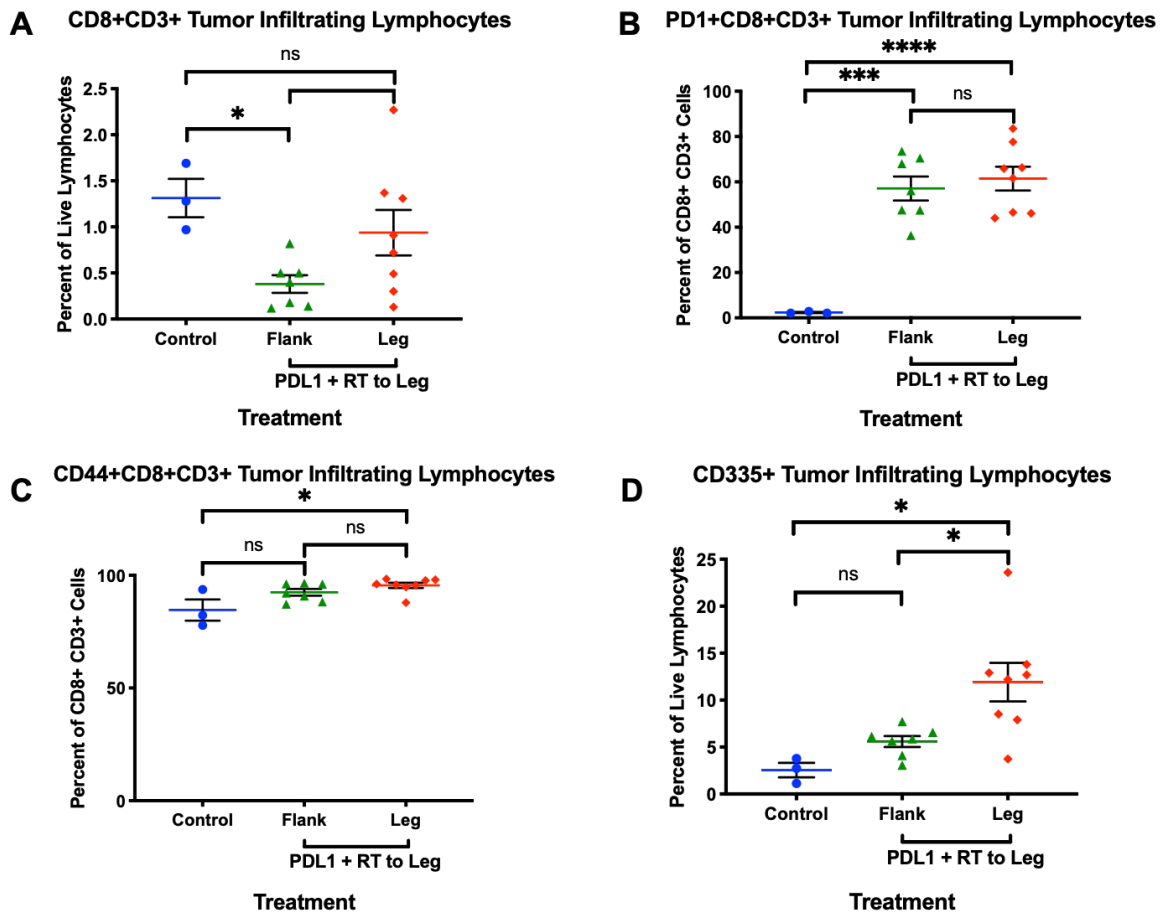 A
CD8+CD3+ Tumor Infiltrating Lymphocytes
ns
*
Percent of Live Lymphocytes
2.5
2.0
1.5
1.0
0.5
0.0
Control
Flank
Leg
PDL1 + RT to Leg
Treatment
B
PD1+CD8+CD3+ Tumor Infiltrating Lymphocytes
****
***
ns
Percent of CD8+ CD3+ Cells
100
80
60
40
20
0
Control
Flank
Leg
PDL1 + RT to Leg
Treatment
C
CD44+CD8+CD3+ Tumor Infiltrating Lymphocytes
*
ns
ns
Percent of CD8+ CD3+ Cells
100
50
0
Control
Flank
Leg
PDL1 + RT to Leg
Treatment
D
CD335+ Tumor Infiltrating Lymphocytes
*
*
ns
Percent of Live Lymphocytes
25
20
15
10
5
0
Control
Flank
Leg
PDL1 + RT to Leg
Treatment